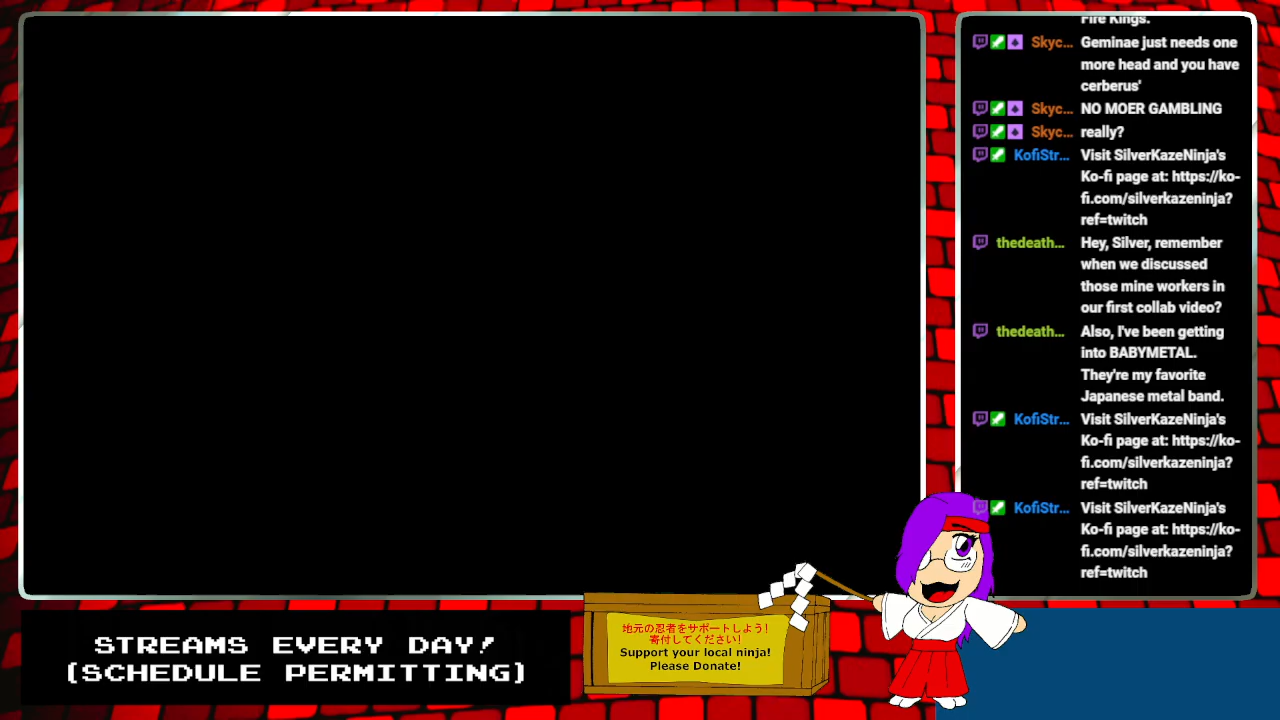 Fire Kings.
Skyc... Geminae just needs one
more head and you have
cerberus'
Skyc... NO MOER GAMBLING
Skyc... really?
KofiStr... Visit SilverKazeNinja's
Ko-fi page at: https://ko-
fi.com/silverkazeninja?
ref=twitch
thedeath... Hey, Silver, remember
when we discussed
those mine workers in
our first collab video?
thedeath... Also, I've been getting
into BABYMETAL.
They're my favorite
Japanese metal band.
KofiStr... Visit SilverKazeNinja's
Ko-fi page at: https://ko-
fi.com/silverkazeninja?
ref=twitch
KofiStr... Visit SilverKazeNinja's
Ko-fi page at: https://ko-
fi.com/silverkazeninja?
ref=twitch
STREAMS EVERY DAY!
(SCHEDULE PERMITTING)
地元の忍者をサポートしよう!
寄付してください!
Support your local ninja!
Please Donate!